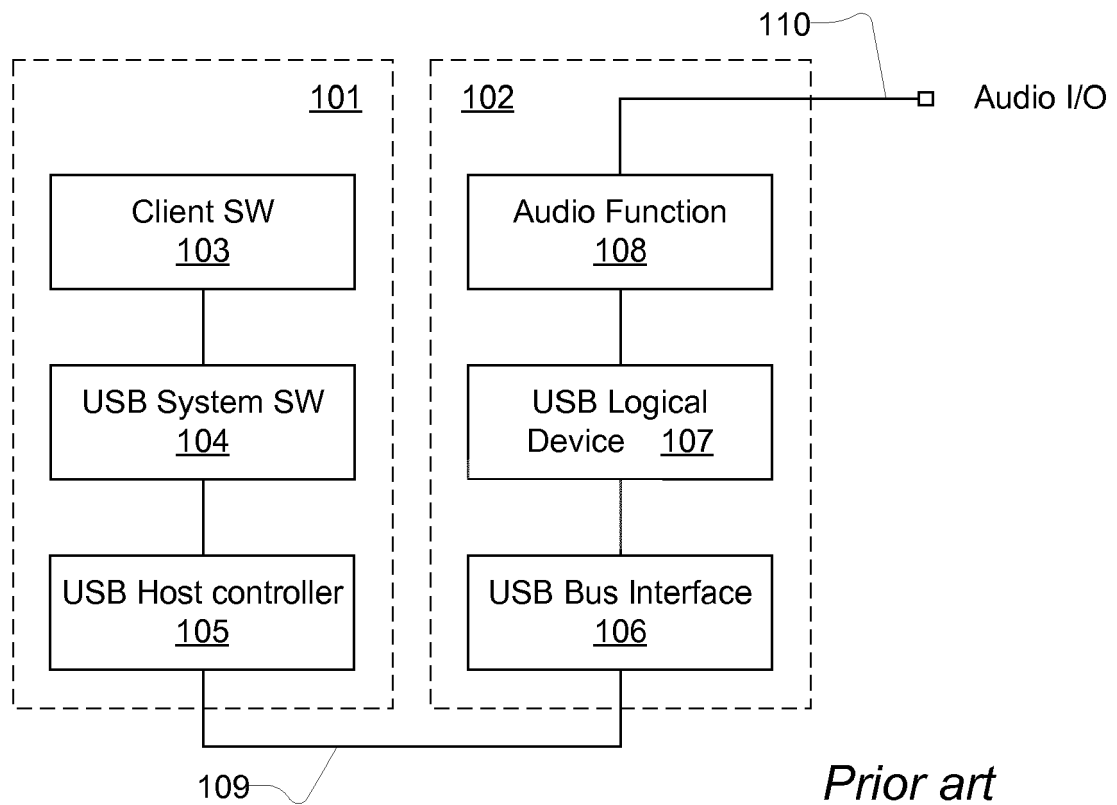 110
101
102
Audio I/O
Client SW
103
Audio Function
108
USB System SW
104
USB Logical
Device 107
USB Host controller
105
USB Bus Interface
106
109
Prior art